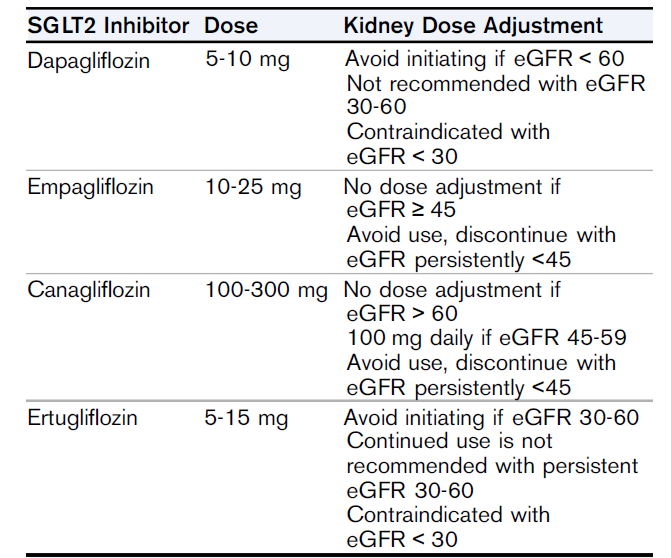 SGLT2 Inhibitor Dose Kidney Dose Adjustment
Dapagliflozin 5-10 mg Avoid initiating if eGFR < 60
Not recommended with eGFR
30-60
Contraindicated with
eGFR < 30
Empagliflozin 10-25 mg No dose adjustment if
eGFR ≥ 45
Avoid use, discontinue with
eGFR persistently <45
Canagliflozin 100-300 mg No dose adjustment if
eGFR > 60
100 mg daily if eGFR 45-59
Avoid use, discontinue with
eGFR persistently <45
Ertugliflozin 5-15 mg Avoid initiating if eGFR 30-60
Continued use is not
recommended with persistent
eGFR 30-60
Contraindicated with
eGFR < 30